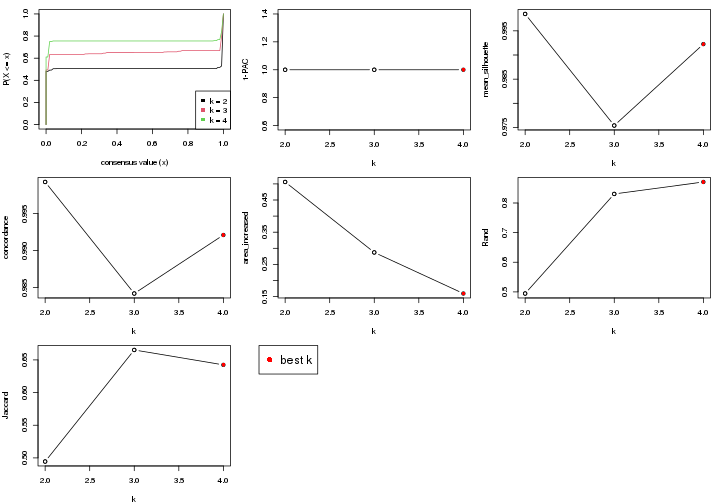 P(X <= x)
0.0 0.2 0.4 0.6 0.8 1.0
k = 2
k = 3
k = 4
0.0 0.2 0.4 0.6 0.8 1.0
consensus value (x)
1-PAC
0.6 0.8 1.0 1.2 1.4
2.0 2.5 3.0 3.5 4.0
k
mean_silhouette
0.975 0.985 0.995
2.0 2.5 3.0 3.5 4.0
k
concordance
0.985 0.990 0.995
2.0 2.5 3.0 3.5 4.0
k
area_increased
0.15 0.25 0.35 0.45
2.0 2.5 3.0 3.5 4.0
k
Rand
0.5 0.6 0.7 0.8
2.0 2.5 3.0 3.5 4.0
k
Jaccard
0.50 0.55 0.60 0.65
2.0 2.5 3.0 3.5 4.0
k
best k